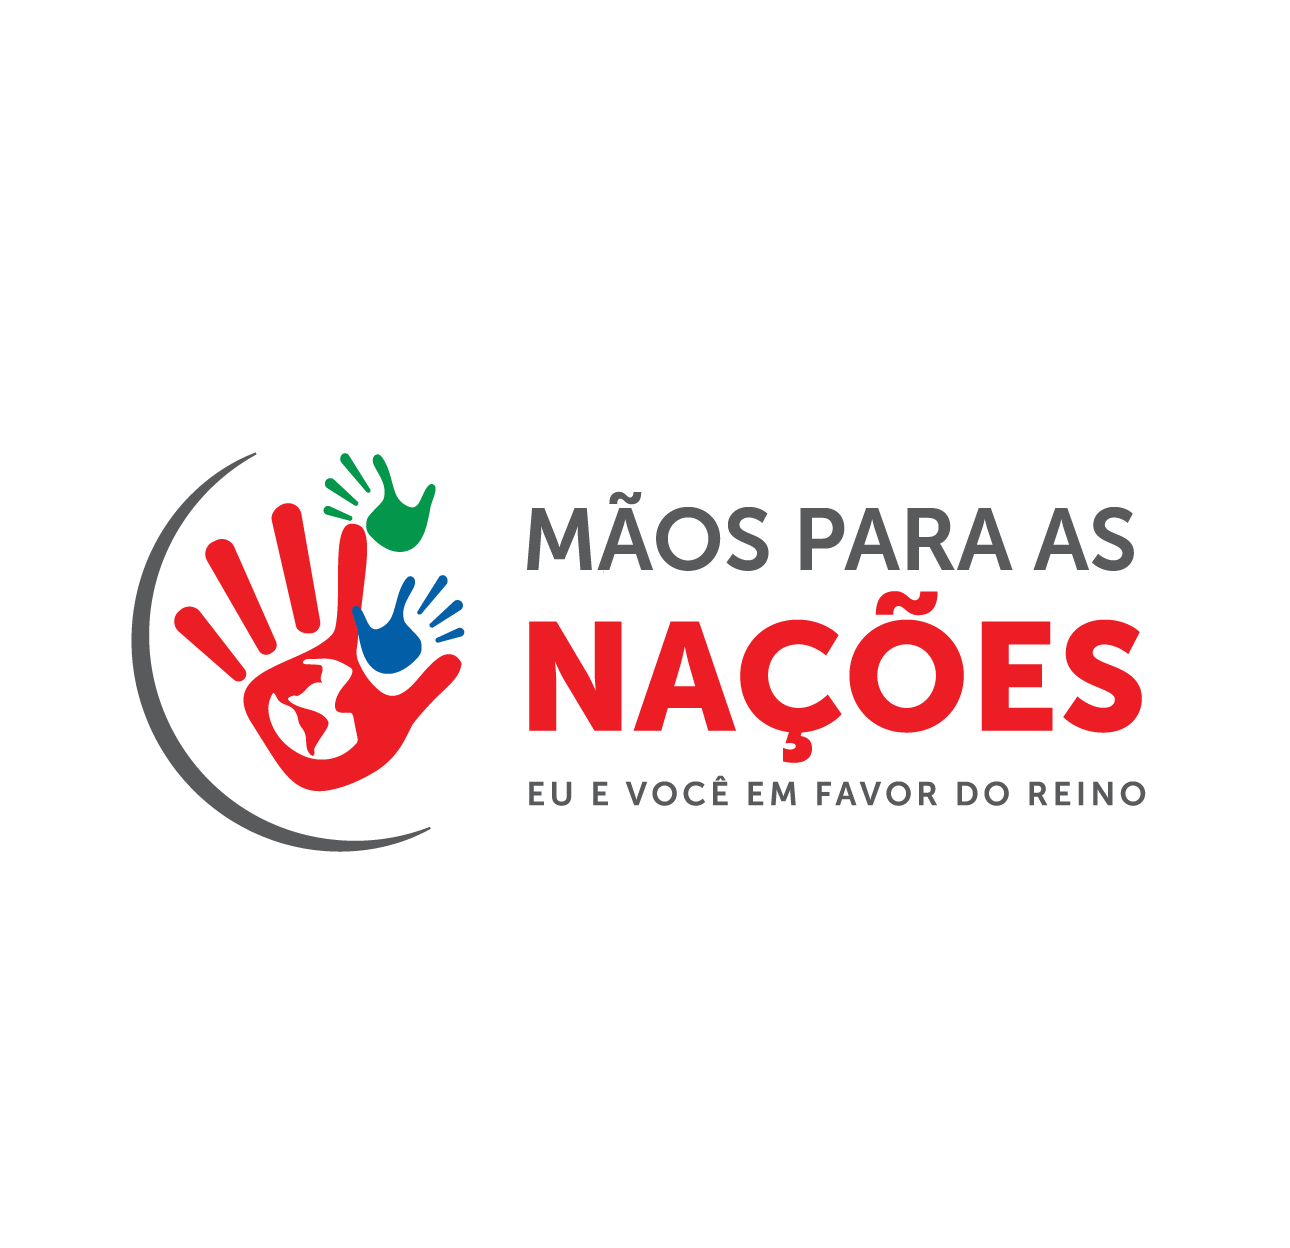 MÃOS PARA AS
NAÇÕES
EU E VOCÊ EM FAVOR DO REINO